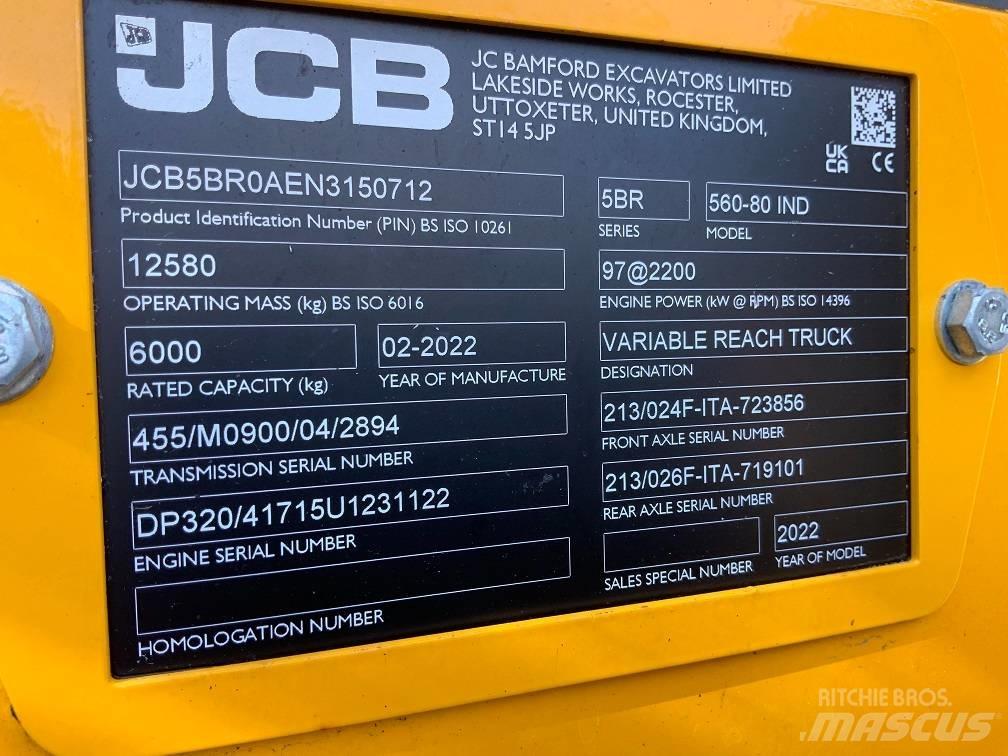 JCB
JC BAMFORD EXCAVATORS LIMITED
LAKESIDE WORKS, ROCESTER,
UTTOXETER, UNITED KINGDOM,
ST14 5JP
UK
CA CE
JCB5BR0AEN3150712
Product Identification Number (PIN) BS ISO 10261
5BR
SERIES
560-80 IND
MODEL
12580
OPERATING MASS (kg) BS ISO 6016
97@2200
ENGINE POWER (kW @ RPM) BS ISO 14396
6000
RATED CAPACITY (kg)
02-2022
YEAR OF MANUFACTURE
VARIABLE REACH TRUCK
DESIGNATION
455/M0900/04/2894
TRANSMISSION SERIAL NUMBER
213/024F-ITA-723856
FRONT AXLE SERIAL NUMBER
DP320/41715U1231122
ENGINE SERIAL NUMBER
213/026F-ITA-719101
REAR AXLE SERIAL NUMBER
HOMOLOGATION NUMBER
SALES SPECIAL NUMBER
2022
YEAR OF MODEL
RITCHIE BROS.
MASCUS